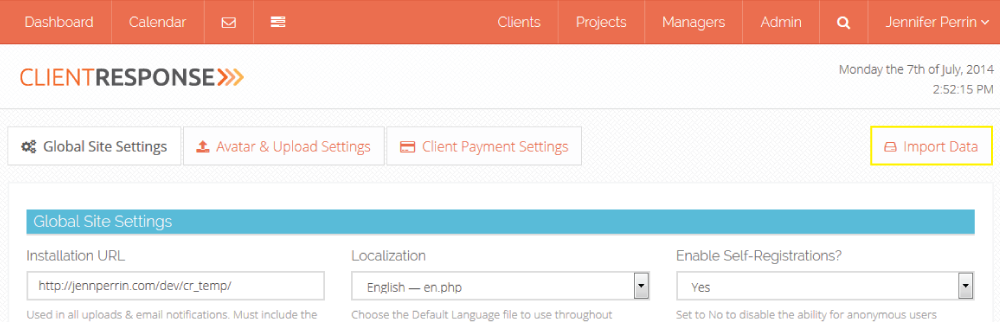 Dashboard Calendar Clients Projects Managers Admin Jennifer Perrin
CLIENTRESPONSE
Monday the 7th of July, 2014
2:52:15 PM
Global Site Settings Avatar & Upload Settings Client Payment Settings Import Data
Global Site Settings
Installation URL Localization Enable Self-Registrations?
http://jennperrin.com/dev/cr_temp/ English — en.php Yes
Used in all uploads & email notifications. Must include the Choose the Default Language file to use throughout Set to No to disable the ability for anonymous users